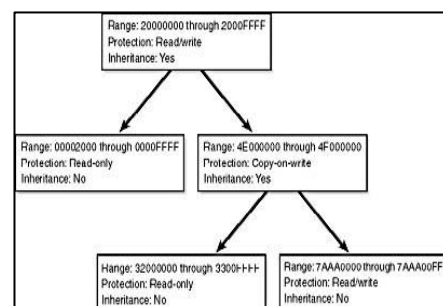 Range: 20000000 through 2000FFFF
Protection: Read/write
Inheritance: Yes
Range: 00002000 through 0000FFFF
Protection: Read-only
Inheritance: No
Range: 4E000000 through 4F000000
Protection: Copy-on-write
Inheritance: Yes
Range: 32000000 through 3300FFFF
Protection: Read-only
Inheritance: No
Range: 7AAA0000 through 7AAA00FF
Protection: Read/write
Inheritance: No